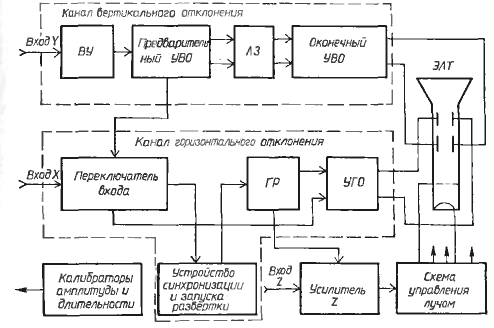 Канал вертикального отклонения
Вход Y
ВУ
Предварительный
ный УВО
ЛЗ
Оконечный
УВО
ЭЛТ
Канал горизонтального отклонения
Вход X
Переключатель
входа
ГР
УГО
Калибраторы
амплитуды и
длительности
Устройство
синхронизации
и запуска
развертки
Вход
Z
Усилитель
Z
Схема
управления
лучом